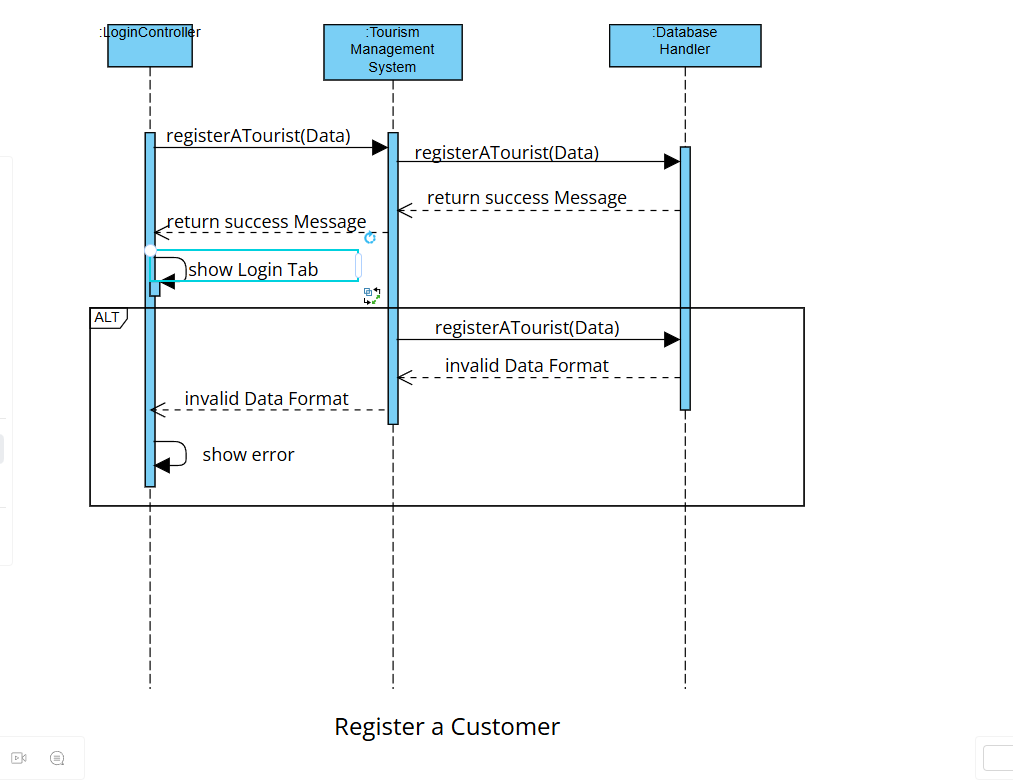 :LoginController
:Tourism
Management
System
:Database
Handler
registerATourist(Data)
registerATourist(Data)
return success Message
return success Message
show Login Tab
ALT
registerATourist(Data)
invalid Data Format
invalid Data Format
show error
Register a Customer